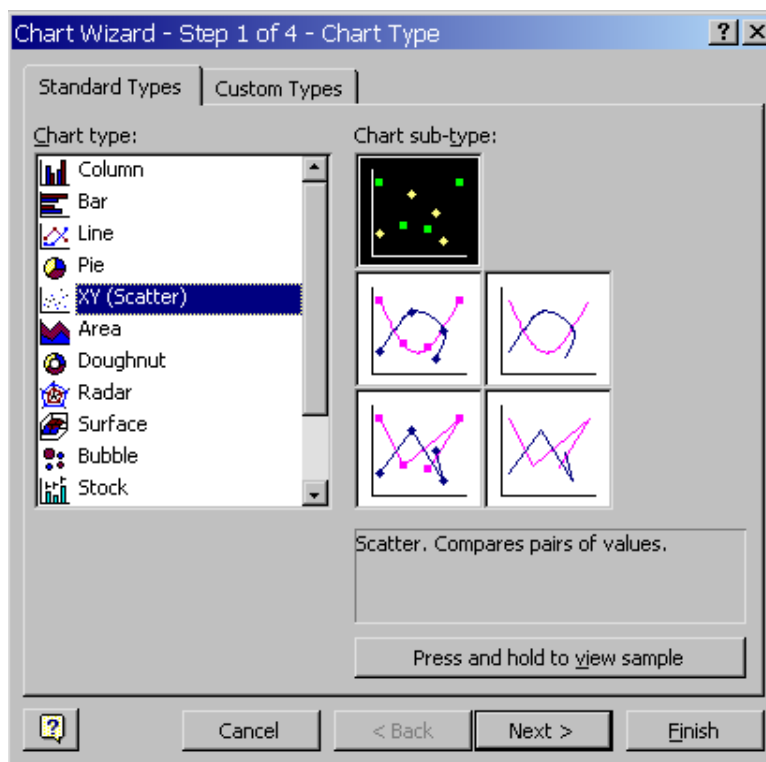 Chart Wizard - Step 1 of 4 - Chart Type
Standard Types
Custom Types
Chart type:
Column
Bar
Line
Pie
XY (Scatter)
Area
Doughnut
Radar
Surface
Bubble
Stock
Chart sub-type:
Scatter. Compares pairs of values.
Press and hold to view sample
Cancel
< Back
Next >
Finish